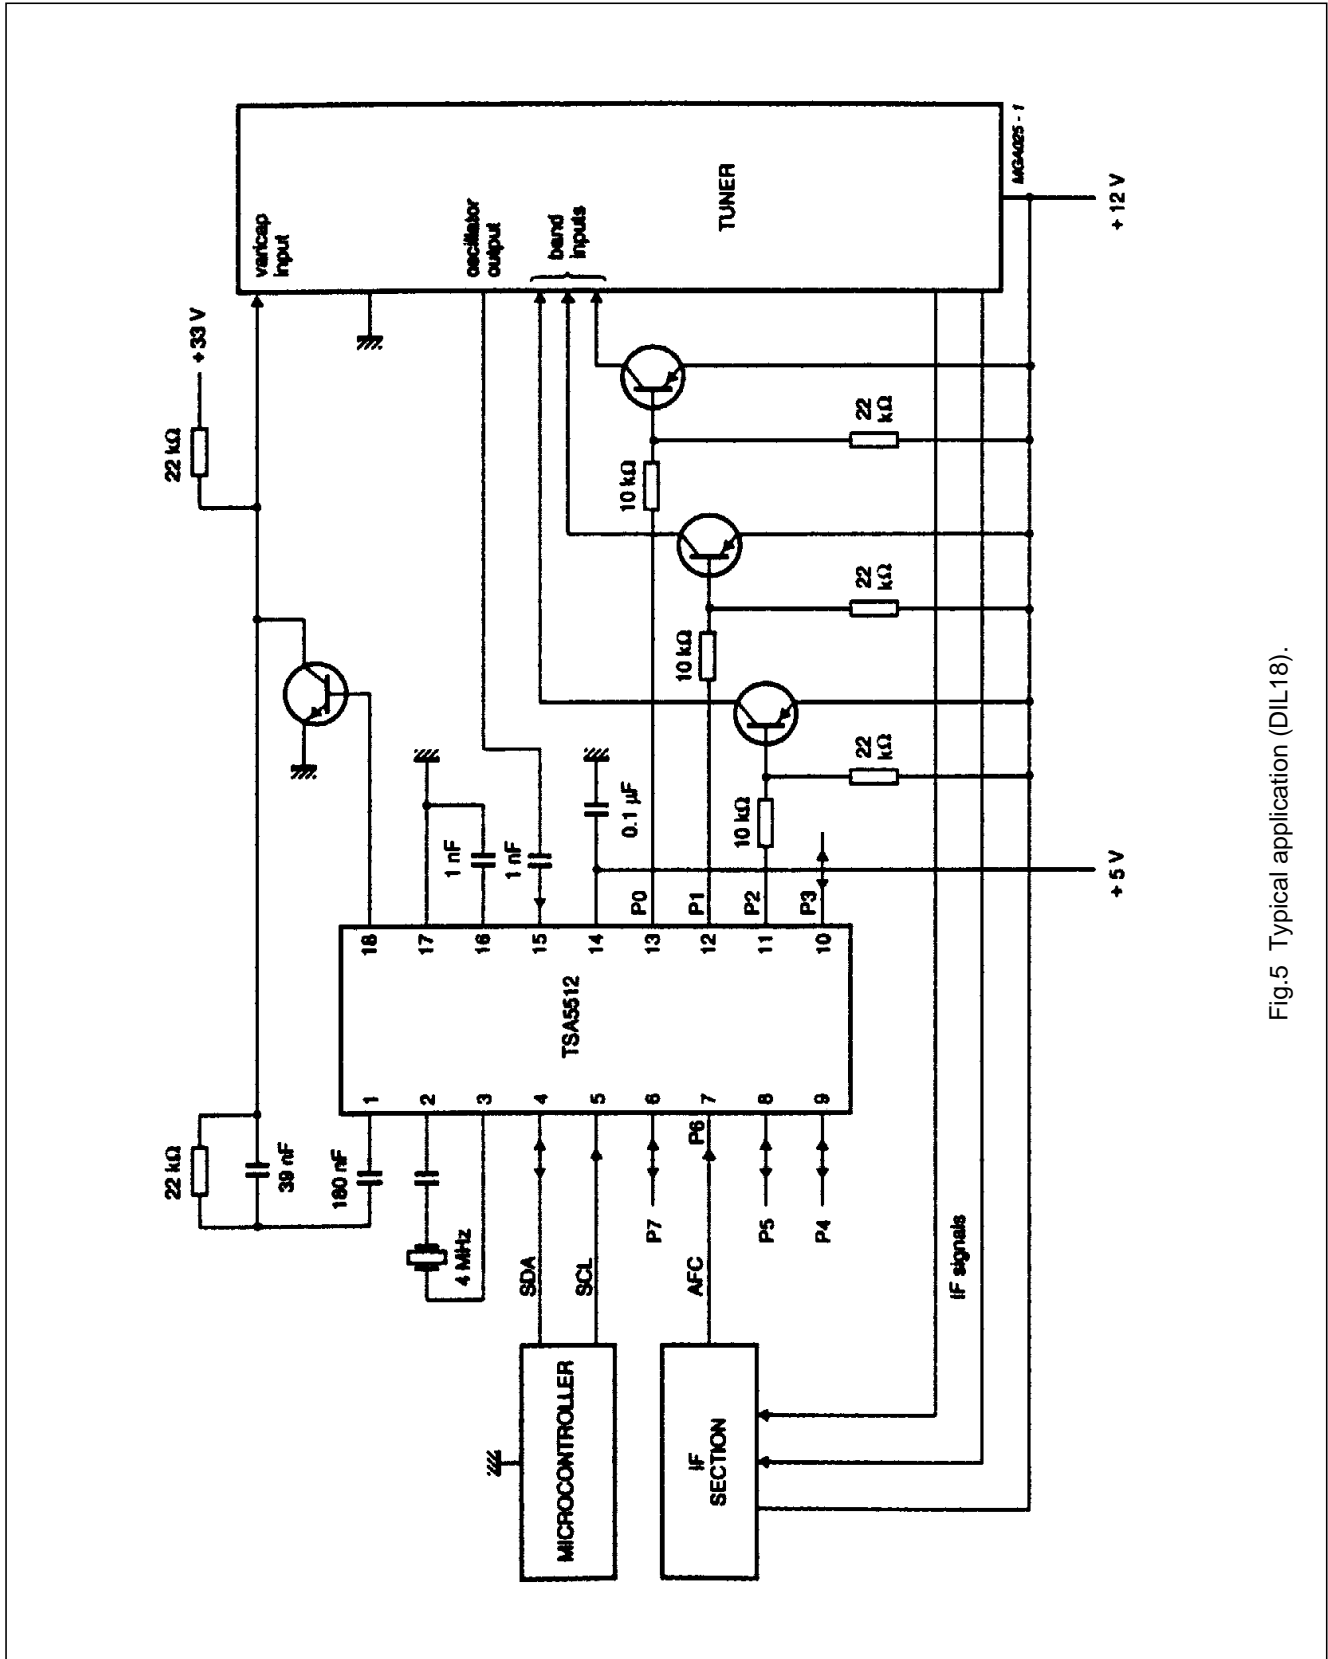 22 kΩ
39 nF
180 nF
4 MHz
SDA
SCL
AFC
P7
P5
P4
P6
MICROCONTROLLER
IF
SECTION
IF signals
1
2
3
4
5
6
7
8
9
TSA5512
18
17
16
15
14
13
12
11
10
P0
P1
P2
P3
1 nF
1 nF
0.1 µF
10 kΩ
10 kΩ
10 kΩ
22
kΩ
22
kΩ
22
kΩ
22 kΩ
+ 33 V
+ 5 V
+ 12 V
varicap
input
oscillator
output
band
inputs
TUNER
MGA025 - 1
Fig.5 Typical application (DIL18).